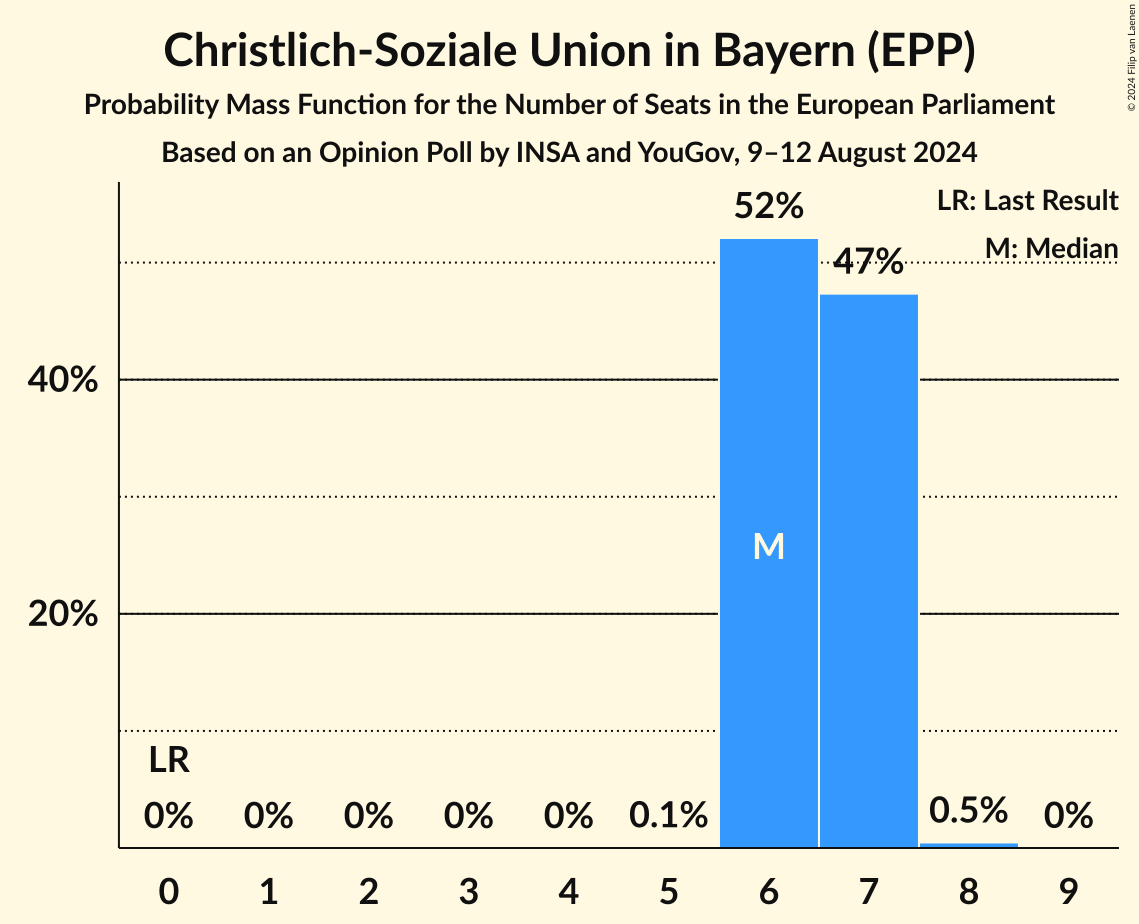 Christlich-Soziale Union in Bayern (EPP)
Probability Mass Function for the Number of Seats in the European Parliament
Based on an Opinion Poll by INSA and YouGov, 9–12 August 2024
© 2024 Filip van Laenen
LR: Last Result
M: Median
52%
47%
40%
M
20%
LR
0% 0% 0% 0% 0% 0.1% 0.5% 0%
0 1 2 3 4 5 6 7 8 9